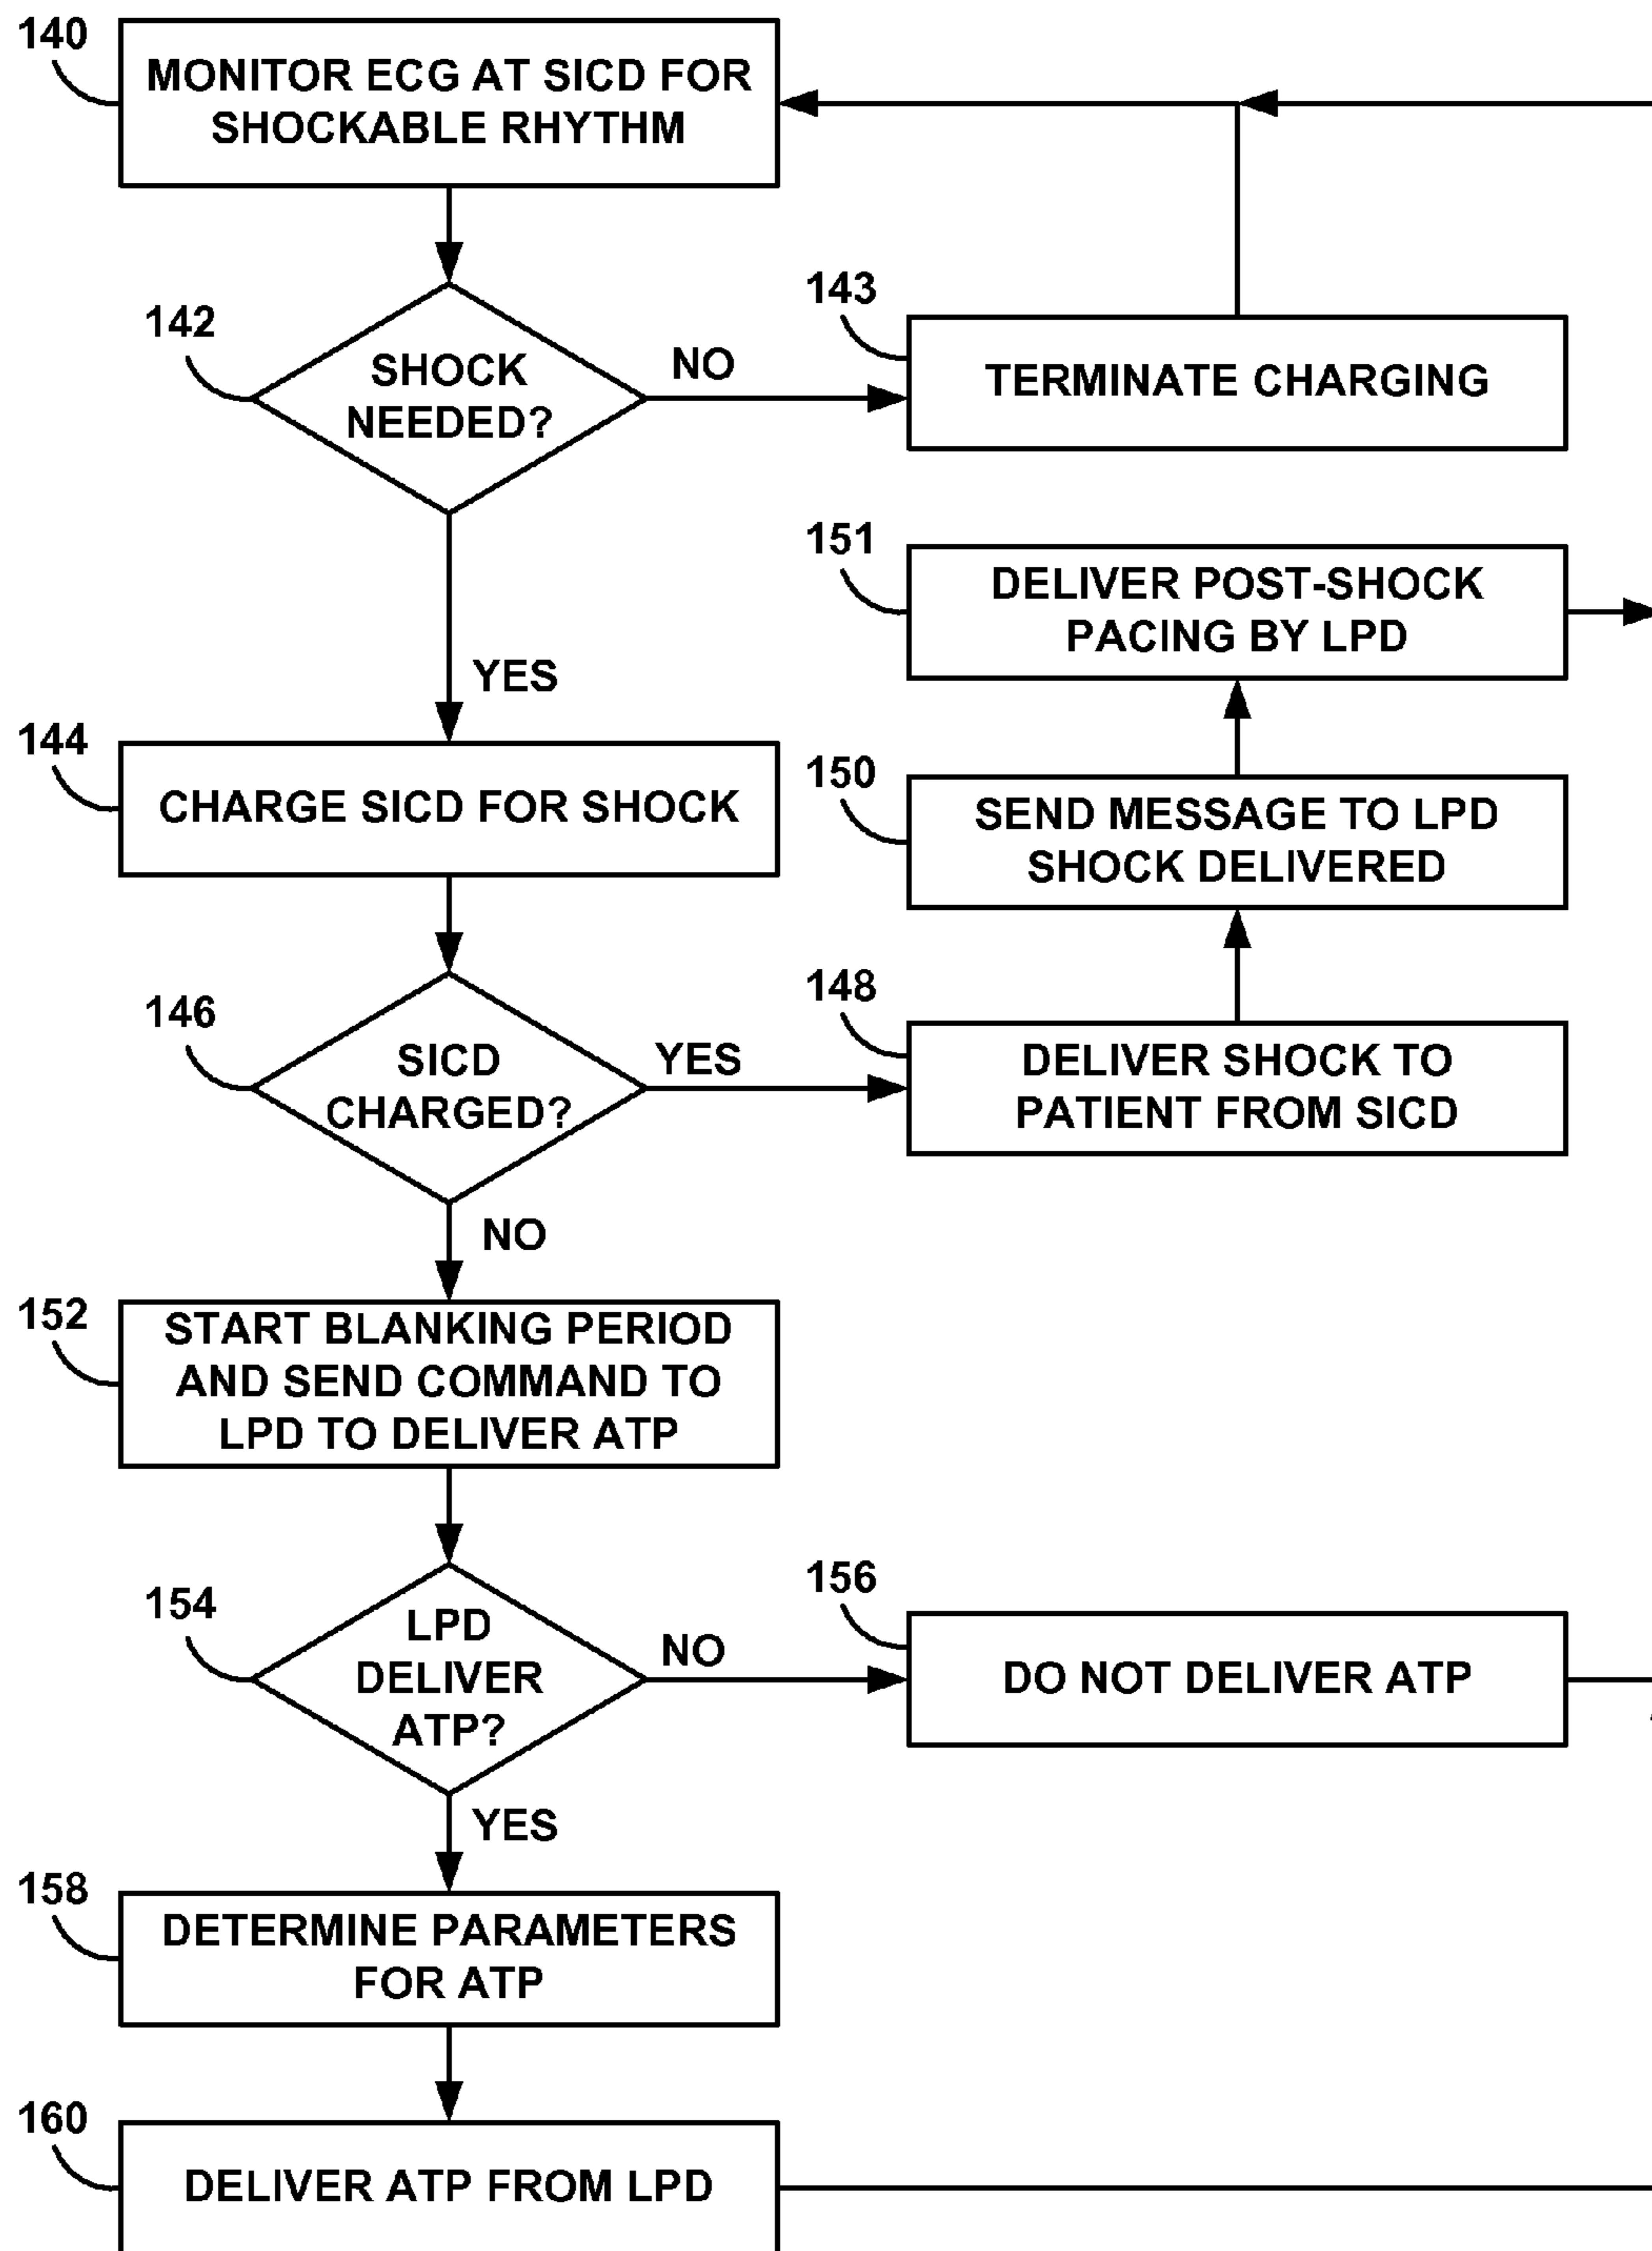 140
MONITOR ECG AT SICD FOR
SHOCKABLE RHYTHM
142
SHOCK
NEEDED?
NO
143
TERMINATE CHARGING
YES
144
CHARGE SICD FOR SHOCK
151
DELIVER POST-SHOCK
PACING BY LPD
150
SEND MESSAGE TO LPD
SHOCK DELIVERED
146
SICD
CHARGED?
YES
148
DELIVER SHOCK TO
PATIENT FROM SICD
NO
152
START BLANKING PERIOD
AND SEND COMMAND TO
LPD TO DELIVER ATP
154
LPD
DELIVER
ATP?
NO
156
DO NOT DELIVER ATP
YES
158
DETERMINE PARAMETERS
FOR ATP
160
DELIVER ATP FROM LPD